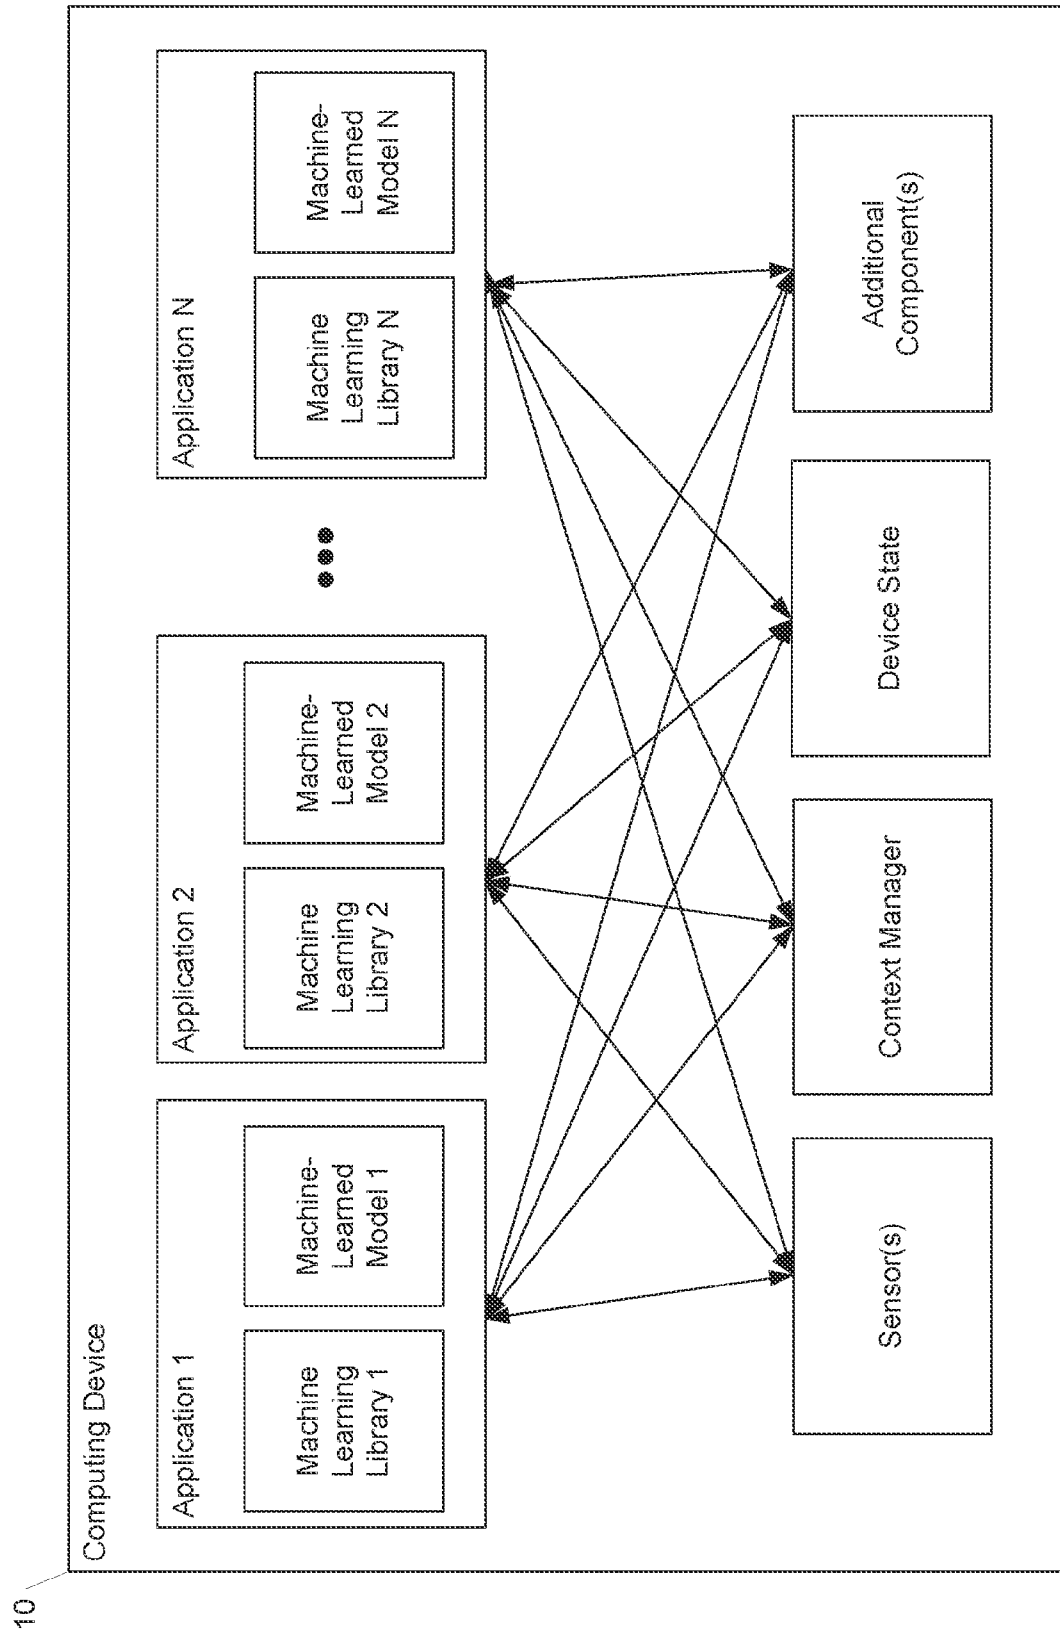 10
Computing Device
Application 1
Machine
Learning
Library 1
Machine-
Learned
Model 1
Application 2
Machine
Learning
Library 2
Machine-
Learned
Model 2
Application N
Machine
Learning
Library N
Machine-
Learned
Model N
Sensor(s)
Context Manager
Device State
Additional
Component(s)